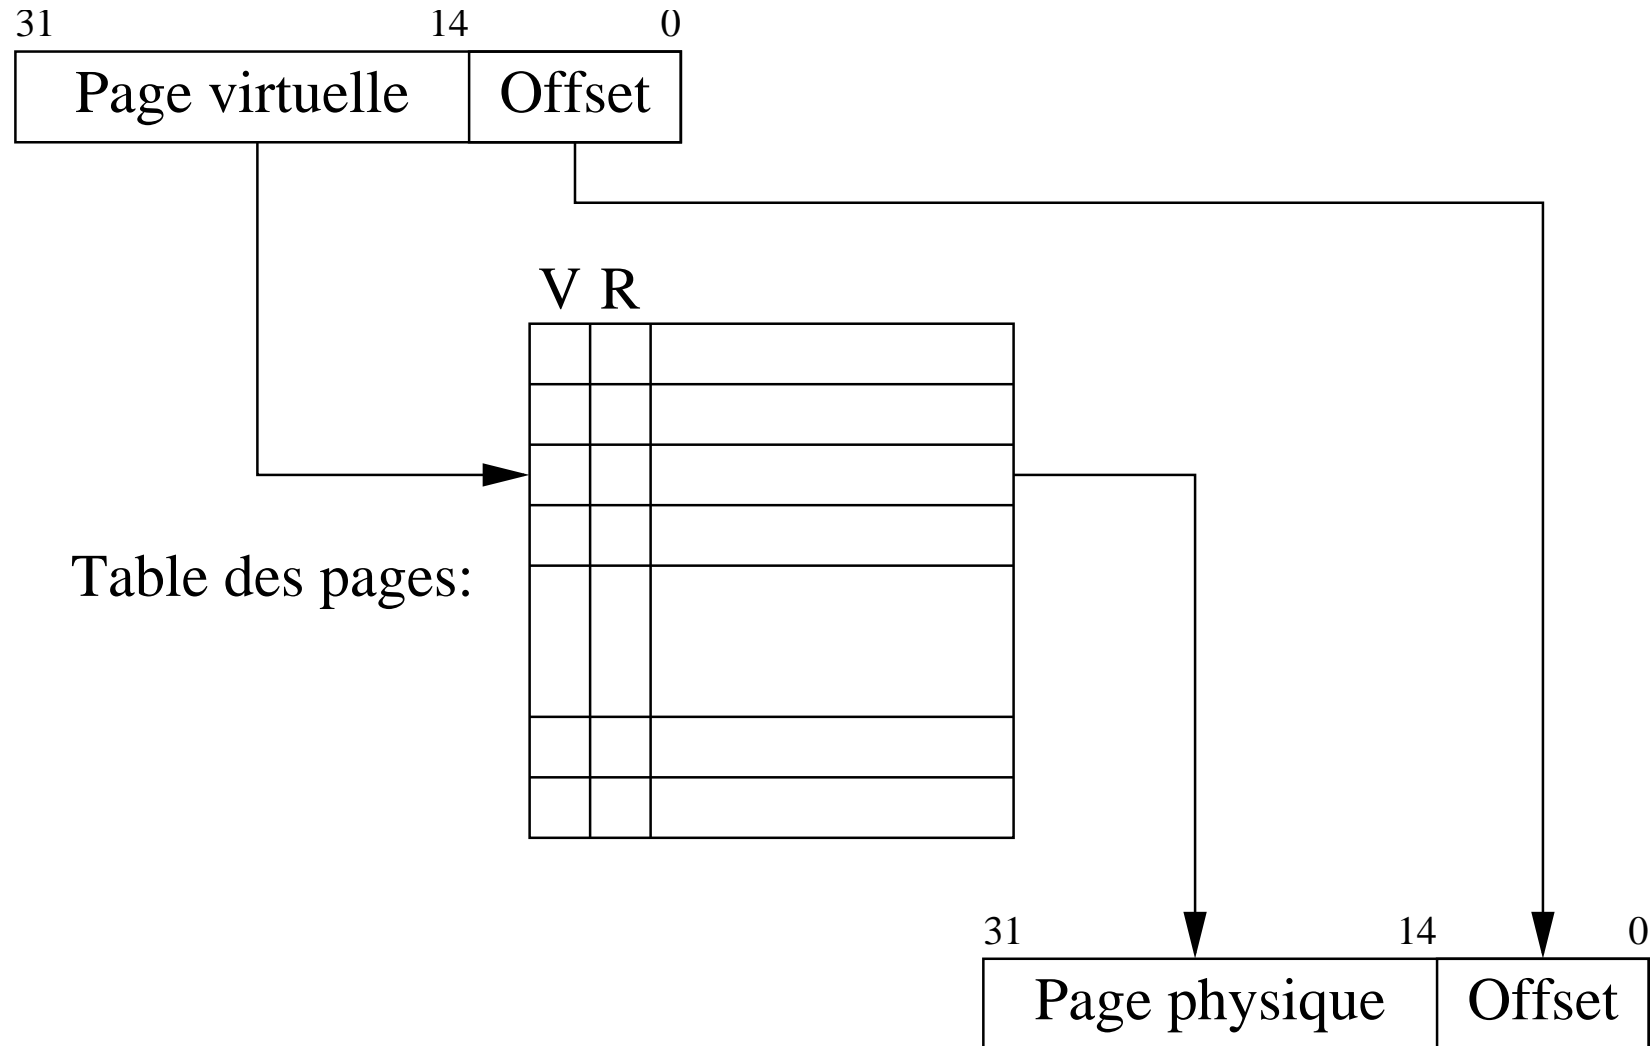 31 14 0
Page virtuelle Offset
V R
Table des pages:
31 14 0
Page physique Offset